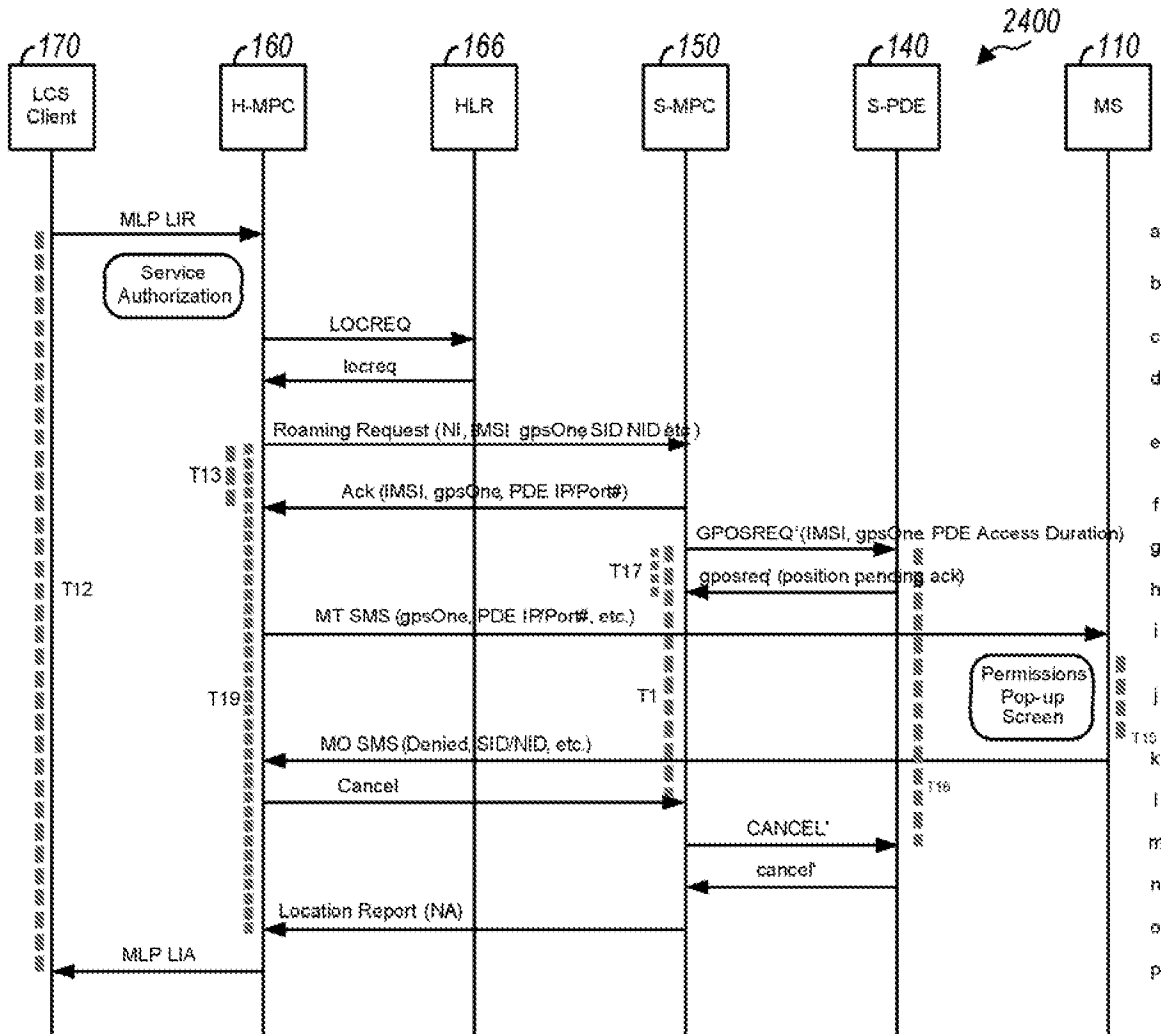 2400
170
160
166
150
140
110
LCS
Client
H-MPC
HLR
S-MPC
S-PDE
MS
MLP LIR
a
Service
Authorization
b
LOCREQ
c
locreq
d
Roaming Request (NI, IMSI, gpsOne, SID NID etc)
e
T13
Ack (IMSI, gpsOne, PDE IP/Port#)
f
GPOSREQ' (IMSI, gpsOne, PDE Access Duration)
g
T17
gposreq' (position pending ack)
h
T12
MT SMS (gpsOne, PDE IP/Port#, etc.)
i
Permissions
Pop-up
Screen
T19
T1
j
T15
MO SMS (Denied, SID/NID, etc.)
k
Cancel
T16
l
CANCEL'
m
cancel'
n
Location Report (NA)
o
MLP LIA
p